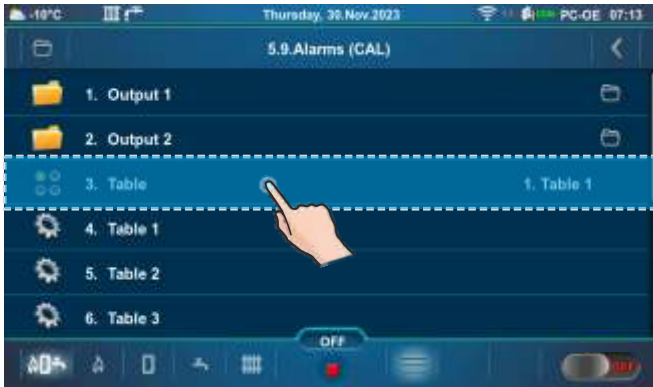 -10°C Thursday, 30.Nov.2023 PC-OE 07:13
5.9.Alarms (CAL)
1. Output 1
2. Output 2
3. Table 1. Table 1
4. Table 1
5. Table 2
6. Table 3
OFF
OFF